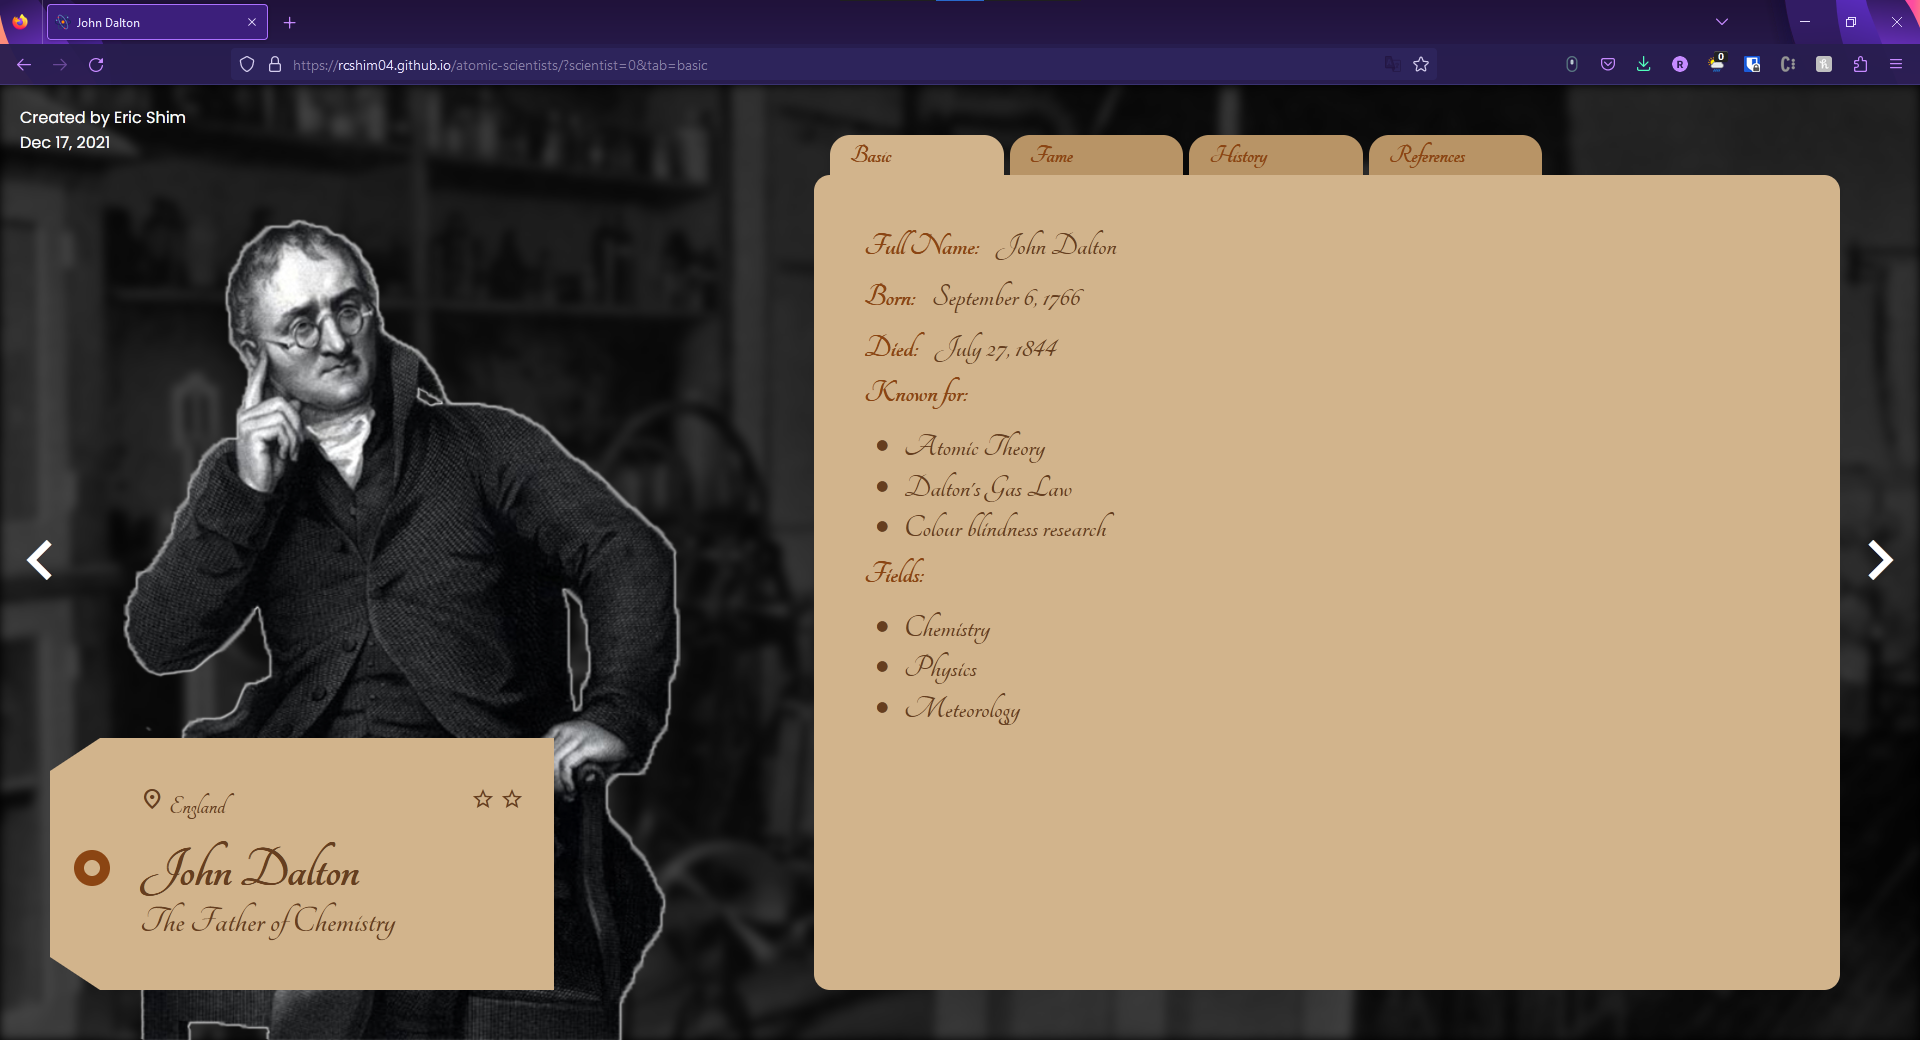 John Dalton
https://rcshim04.github.io/atomic-scientists/?scientist=0&tab=basic
0
R
Created by Eric Shim
Dec 17, 2021
Basic
Fame
History
References
Full Name: John Dalton
Born: September 6, 1766
Died: July 27, 1844
Known for:
Atomic Theory
Dalton's Gas Law
Colour blindness research
Fields:
Chemistry
Physics
Meteorology
England
John Dalton
The Father of Chemistry